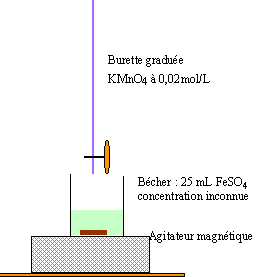 Burette graduée
KMnO4 à 0,02mol/L
Bécher : 25 mL FeSO4
concentration inconnue
Agitateur magnétique